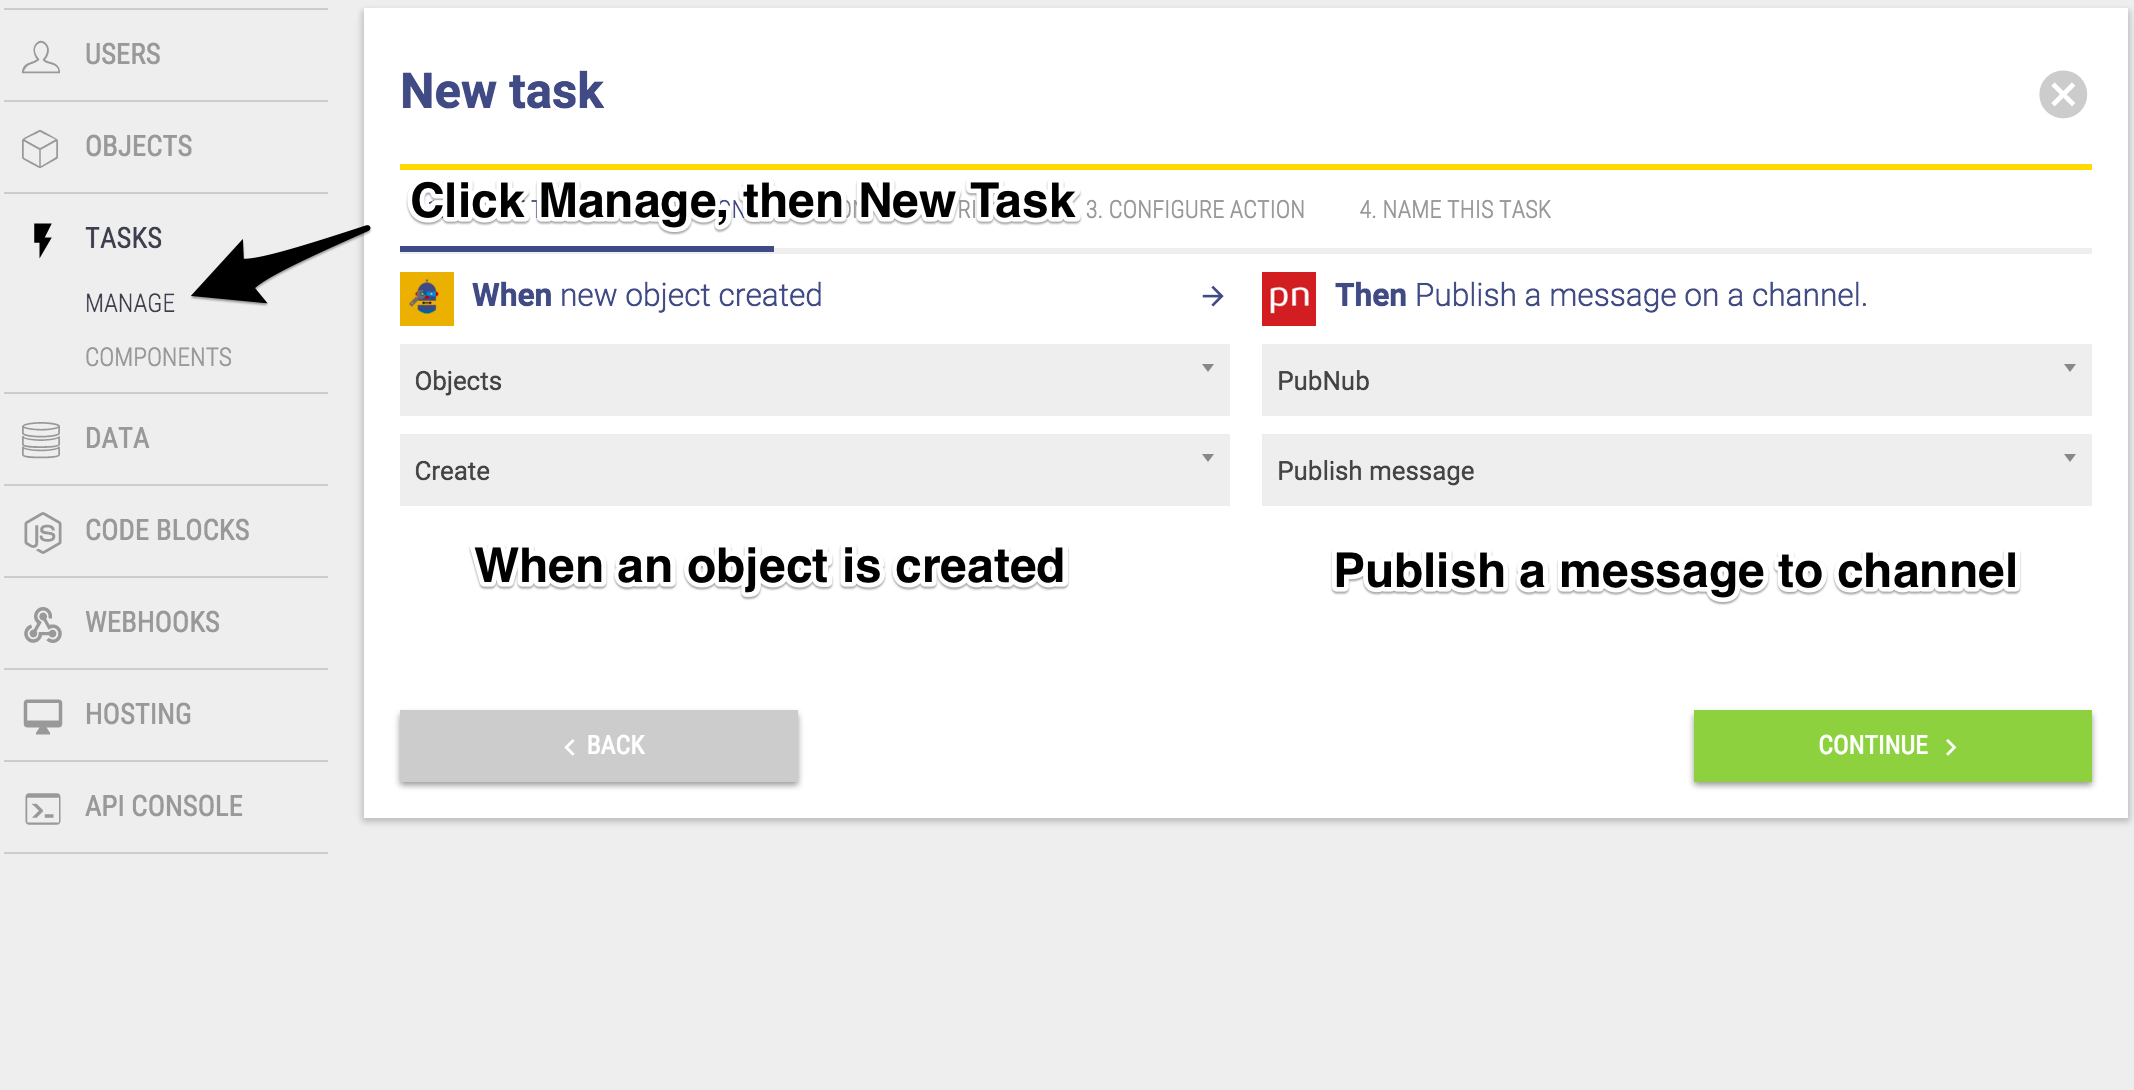 USERS
OBJECTS
TASKS
MANAGE
COMPONENTS
DATA
JS
CODE BLOCKS
WEBHOOKS
HOSTING
API CONSOLE
New task
Click Manage, then New Task
3. CONFIGURE ACTION
4. NAME THIS TASK
When new object created
pn
Then Publish a message on a channel.
Objects
PubNub
Create
Publish message
When an object is created
Publish a message to channel
BACK
CONTINUE